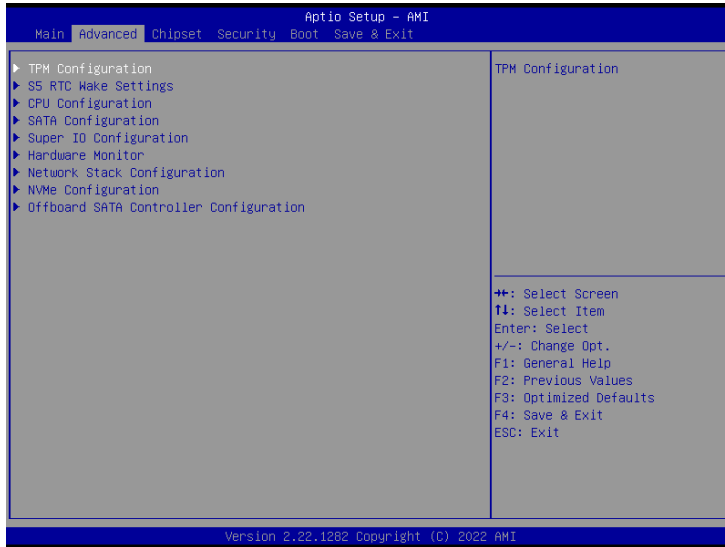 Aptio Setup – AMI
Main Advanced Chipset Security Boot Save & Exit
TPM Configuration
S5 RTC Wake Settings
CPU Configuration
SATA Configuration
Super IO Configuration
Hardware Monitor
Network Stack Configuration
NVMe Configuration
Offboard SATA Controller Configuration
TPM Configuration
→←: Select Screen
↑↓: Select Item
Enter: Select
+/-: Change Opt.
F1: General Help
F2: Previous Values
F3: Optimized Defaults
F4: Save & Exit
ESC: Exit
Version 2.22.1282 Copyright (C) 2022 AMI